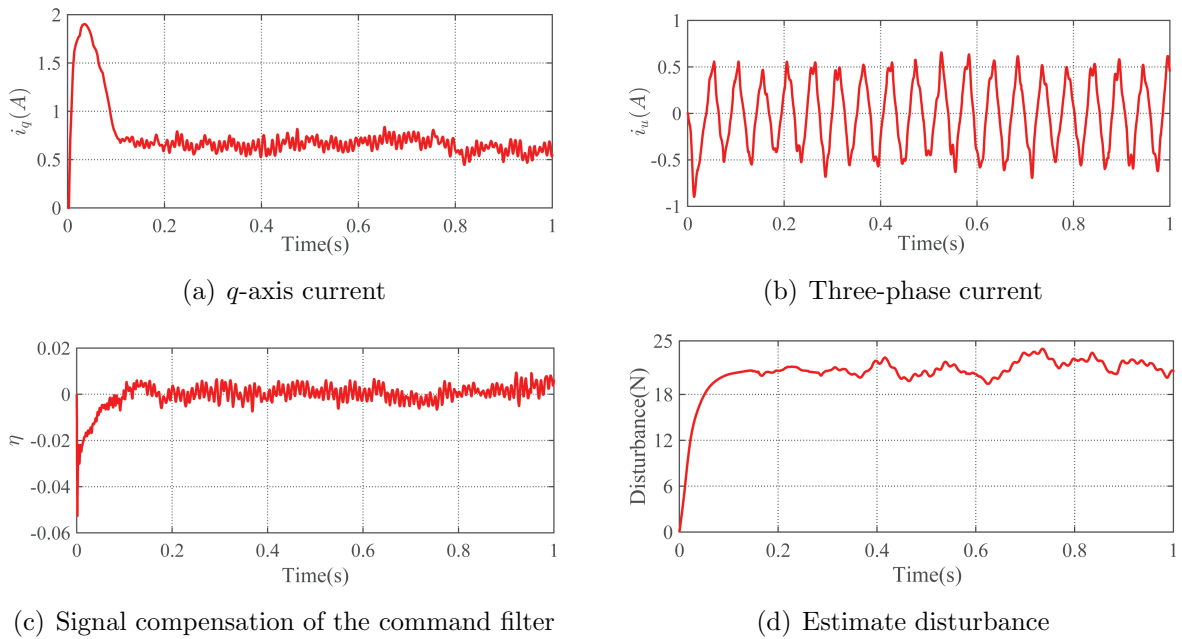 2
1.5
1
0.5
0
i_q(A)
0 0.2 0.4 0.6 0.8 1
Time(s)
(a) q-axis current
1
0.5
0
-0.5
-1
i_u(A)
0 0.2 0.4 0.6 0.8 1
Time(s)
(b) Three-phase current
0.02
0
-0.02
-0.04
-0.06
η
0 0.2 0.4 0.6 0.8 1
Time(s)
(c) Signal compensation of the command filter
25
18
12
6
0
Disturbance(N)
0 0.2 0.4 0.6 0.8 1
Time(s)
(d) Estimate disturbance